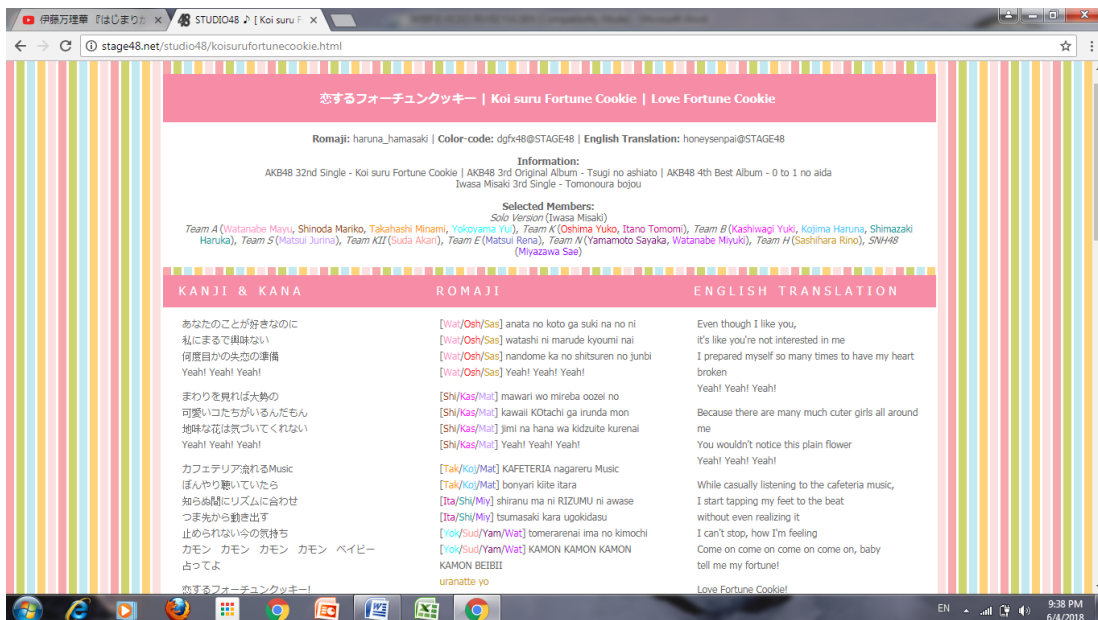 伊藤万理華 『はじまりか
STUDIO48 ♪ [ Koi suru F
stage48.net/studio48/koisurufortunecookie.html
恋するフォーチュンクッキー | Koi suru Fortune Cookie | Love Fortune Cookie
Romaji: haruna_hamasaki | Color-code: dgfx48@STAGE48 | English Translation: honeysenpai@STAGE48
Information:
AKB48 32nd Single - Koi suru Fortune Cookie | AKB48 3rd Original Album - Tsugi no ashiato | AKB48 4th Best Album - 0 to 1 no aida
Iwasa Misaki 3rd Single - Tomonoura bojou
Selected Members:
Solo Version (Iwasa Misaki)
Team A (Watanabe Mayu, Shinoda Mariko, Takahashi Minami, Yokoyama Yui), Team K (Oshima Yuko, Itano Tomomi), Team B (Kashiwagi Yuki, Kojima Haruna, Shimazaki
Haruka), Team S (Matsui Jurina), Team KII (Suda Akari), Team E (Matsui Rena), Team N (Yamamoto Sayaka, Watanabe Miyuki), Team H (Sashihara Rino), SNH48
(Miyazawa Sae)
KANJI & KANA
あなたのことが好きなのに
私にまるで興味ない
何度目かの失恋の準備
Yeah! Yeah! Yeah!
まわりを見れば大勢の
可愛いコたちがいるんだもん
地味な花は気づいてくれない
Yeah! Yeah! Yeah!
カフェテリア流れるMusic
ぼんやり聴いていたら
知らぬ間にリズムに合わせ
つま先から動き出す
止められない今の気持ち
カモン カモン カモン カモン ベイビー
占ってよ
恋するフォーチュンクッキー!
ROMAJI
[Wat/Osh/Sas] anata no koto ga suki na no ni
[Wat/Osh/Sas] watashi ni marude kyoumi nai
[Wat/Osh/Sas] nandome ka no shitsuren no junbi
[Wat/Osh/Sas] Yeah! Yeah! Yeah!
[Shi/Kas/Mat] mawari wo mireba oozei no
[Shi/Kas/Mat] kawaii KOtachi ga irunda mon
[Shi/Kas/Mat] jimi na hana wa kidzuite kurenai
[Shi/Kas/Mat] Yeah! Yeah! Yeah!
[Tak/Koj/Mat] KAFETERIA nagareru Music
[Tak/Koj/Mat] bonyari kiite itara
[Ita/Shi/Miy] shiranu ma ni RIZUMU ni awase
[Ita/Shi/Miy] tsumasaki kara ugokidasu
[Yok/Sud/Yam/Wat] tomerarenai ima no kimochi
[Yok/Sud/Yam/Wat] KAMON KAMON KAMON
KAMON BEIBII
uranatte yo
ENGLISH TRANSLATION
Even though I like you,
it's like you're not interested in me
I prepared myself so many times to have my heart
broken
Yeah! Yeah! Yeah!
Because there are many much cuter girls all around
me
You wouldn't notice this plain flower
Yeah! Yeah! Yeah!
While casually listening to the cafeteria music,
I start tapping my feet to the beat
without even realizing it
I can't stop, how I'm feeling
Come on come on come on come on, baby
tell me my fortune!
Love Fortune Cookie!
EN
9:38 PM
6/4/2018